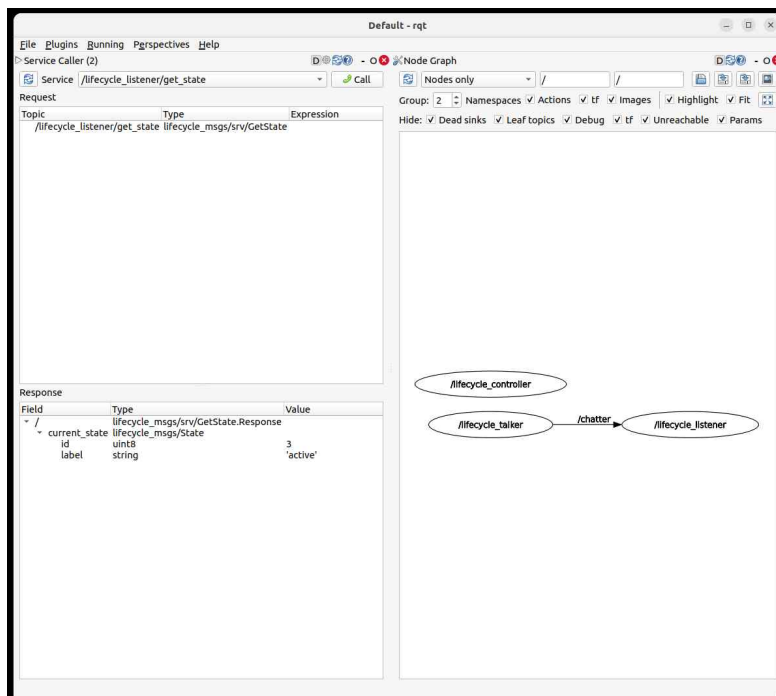 Default - rqt
File Plugins Running Perspectives Help
Service Caller (2)
D
- O
Service /lifecycle_listener/get_state
Call
Request
Topic Type Expression
/lifecycle_listener/get_state lifecycle_msgs/srv/GetState
Response
Field Type Value
/ lifecycle_msgs/srv/GetState.Response
current_state lifecycle_msgs/State
id uint8 3
label string 'active'
Node Graph
D
- O
Nodes only / /
Group: 2 Namespaces Actions tf Images Highlight Fit
Hide: Dead sinks Leaf topics Debug tf Unreachable Params
/lifecycle_controller
/lifecycle_talker
/chatter
/lifecycle_listener